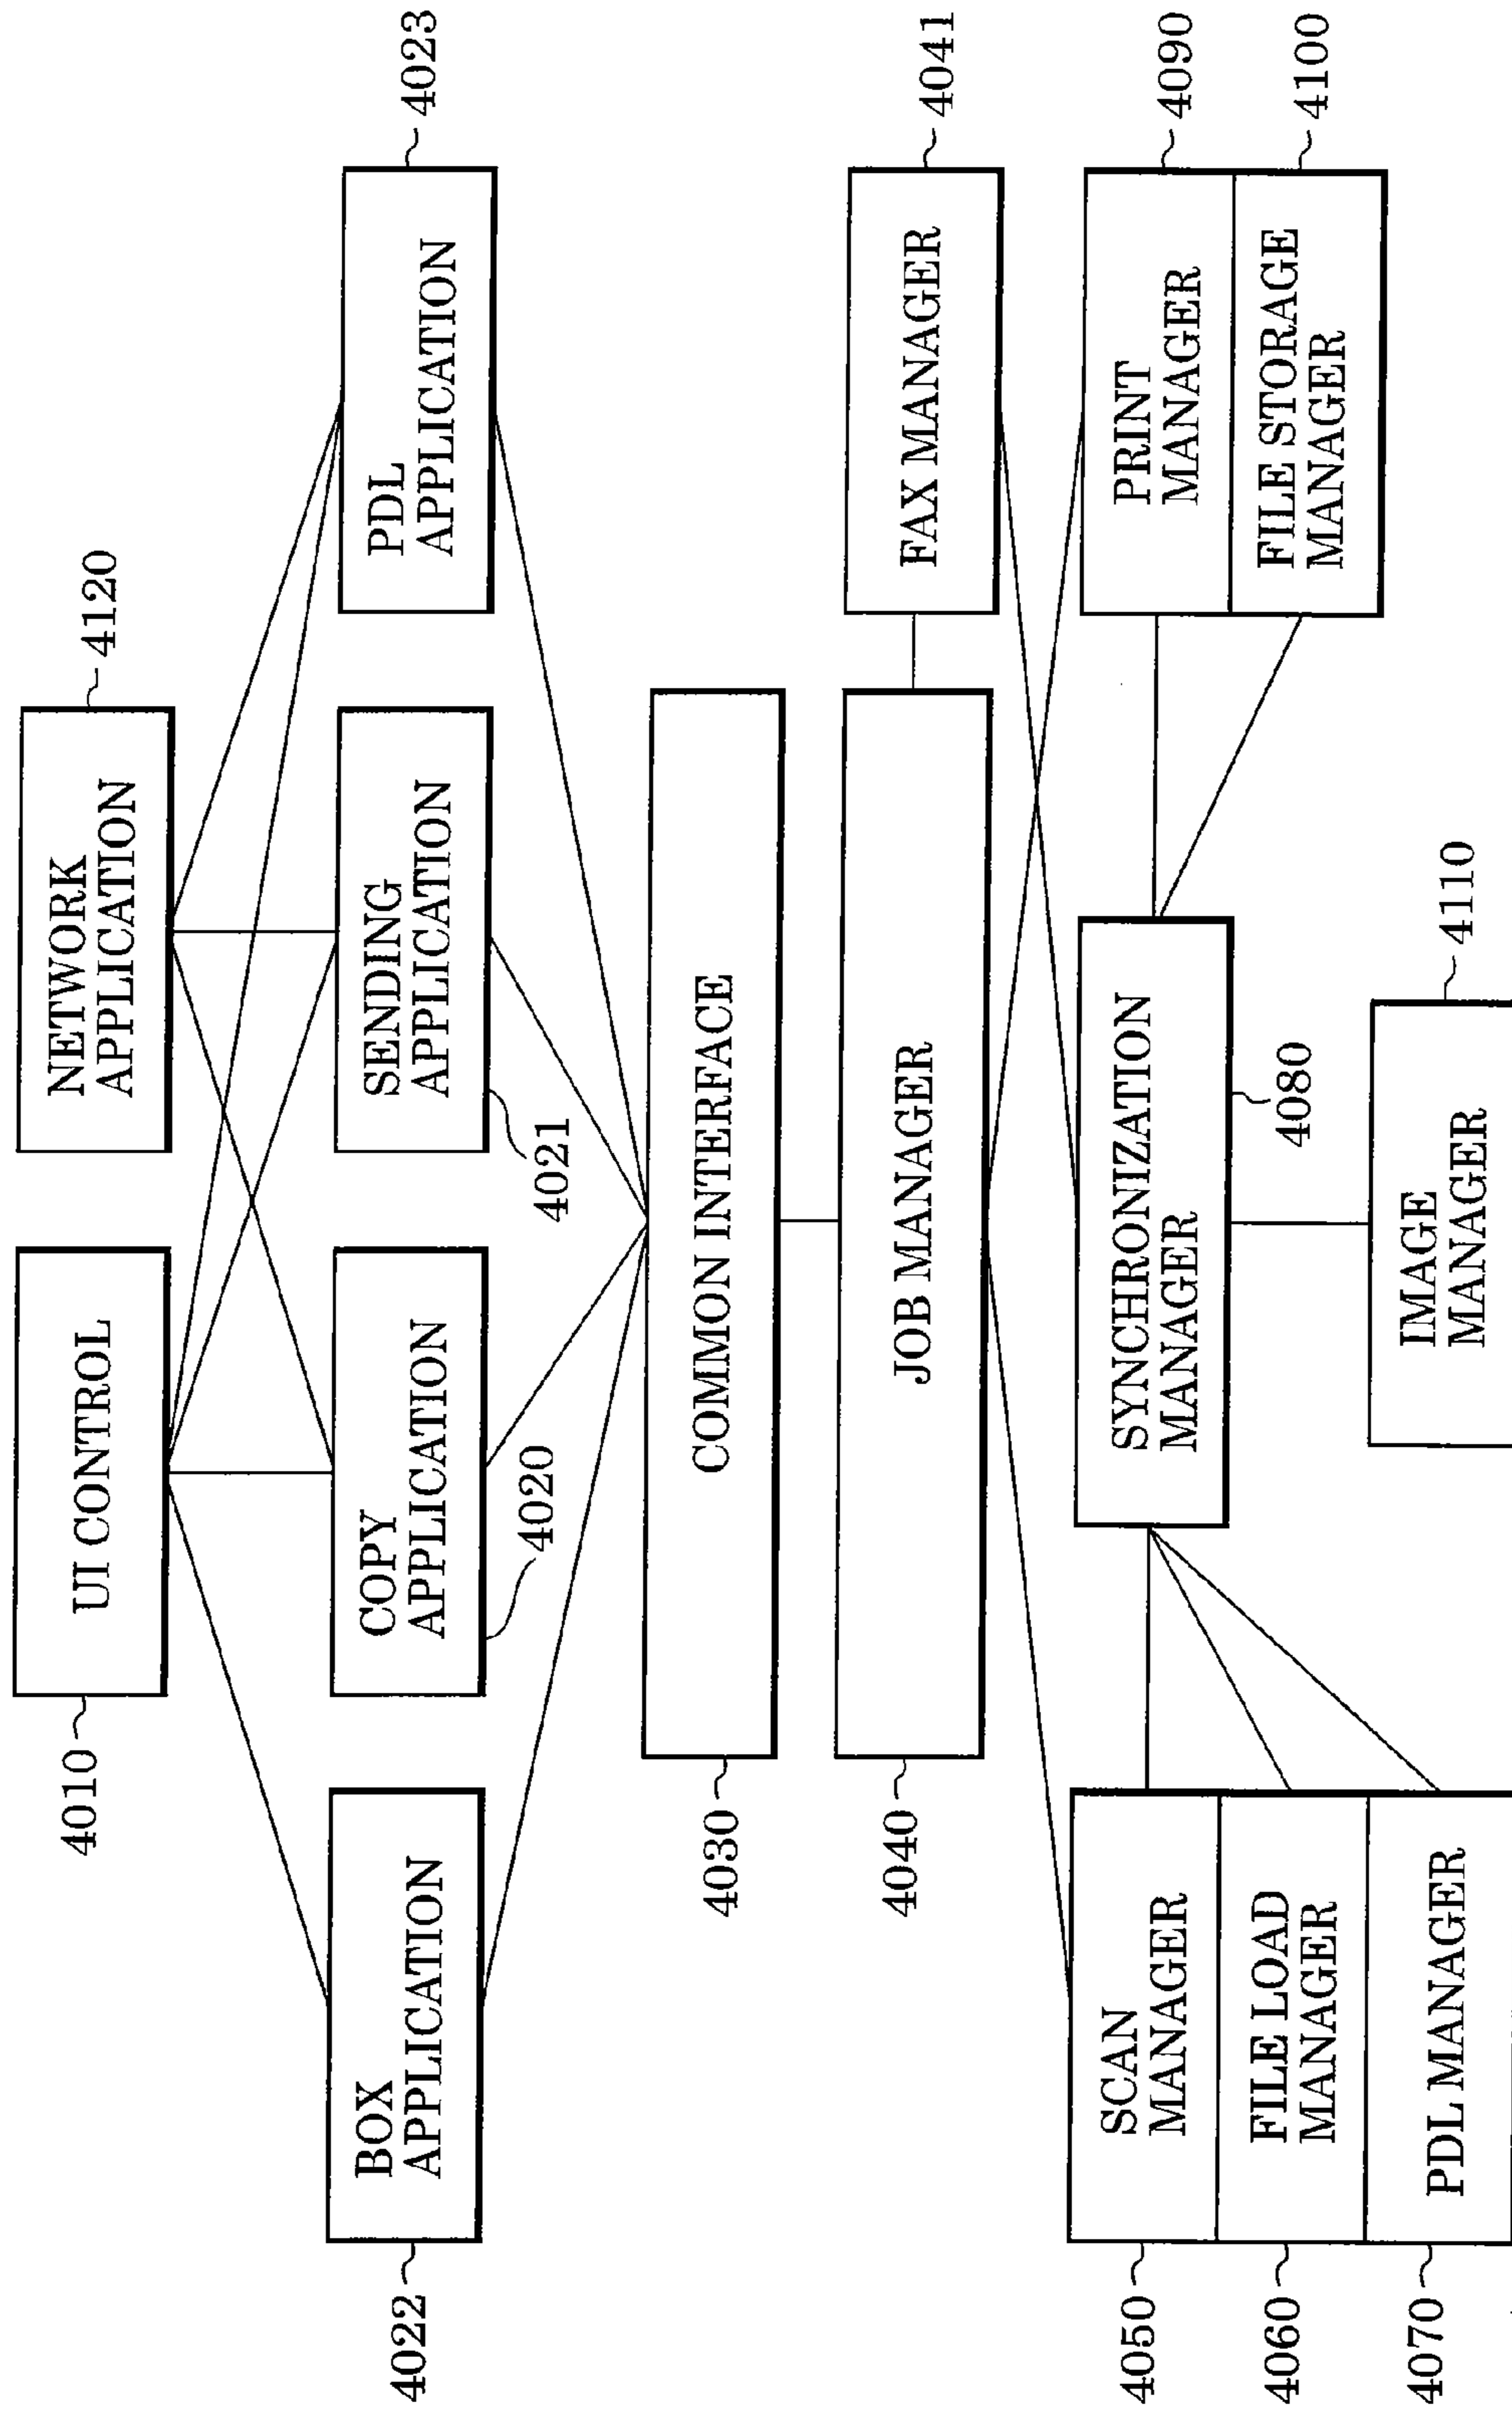 4010
UI CONTROL
NETWORK
APPLICATION
4120
4022
BOX
APPLICATION
COPY
APPLICATION
4020
SENDING
APPLICATION
4021
PDL
APPLICATION
4023
4030
COMMON INTERFACE
4040
JOB MANAGER
FAX MANAGER
4041
4050
SCAN
MANAGER
4060
FILE LOAD
MANAGER
4070
PDL MANAGER
SYNCHRONIZATION
MANAGER
4080
PRINT
MANAGER
4090
FILE STORAGE
MANAGER
4100
IMAGE
MANAGER
4110